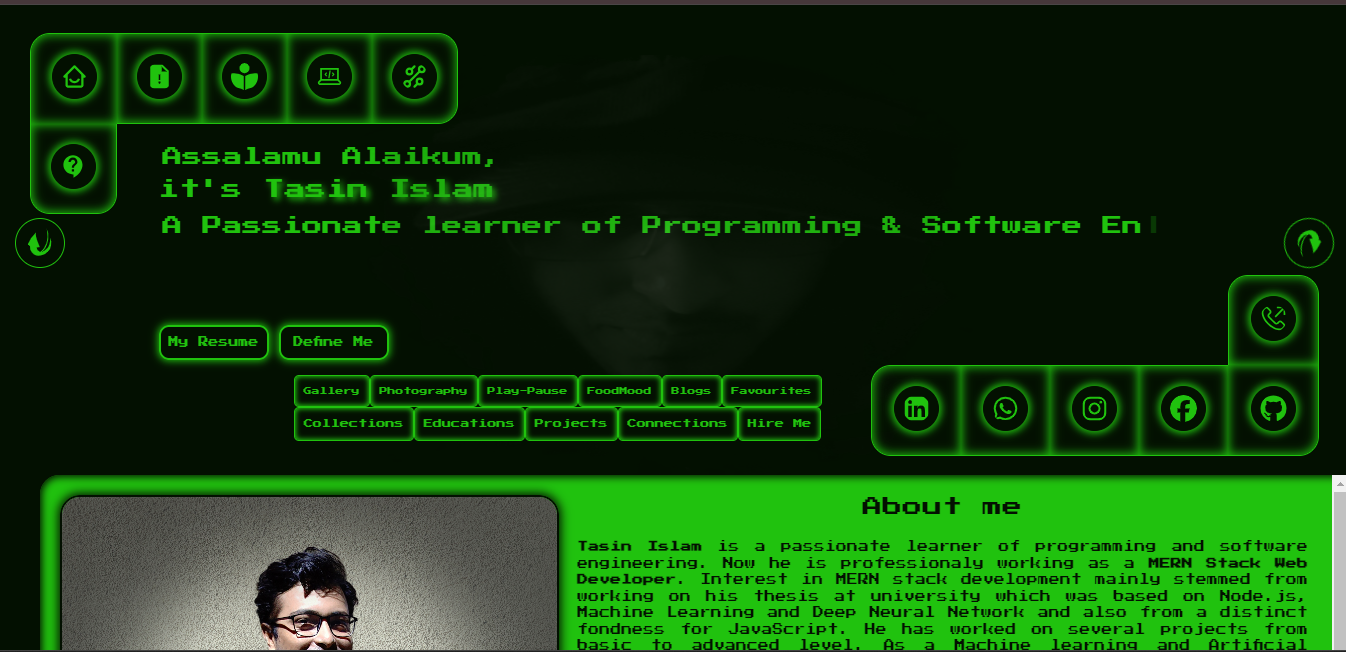 Assalamu Alaikum,
it's Tasin Islam
A Passionate learner of Programming & Software En
My Resume Define Me
Gallery Photography Play-Pause FoodMood Blogs Favourites
Collections Educations Projects Connections Hire Me
About me
Tasin Islam is a passionate learner of programming and software
engineering. Now he is professionaly working as a MERN Stack Web
Developer. Interest in MERN stack development mainly stemmed from
working on his thesis at university which was based on Node.js,
Machine Learning and Deep Neural Network and also from a distinct
fondness for JavaScript. He has worked on several projects from
basic to advanced level. As a Machine learning and Artificial